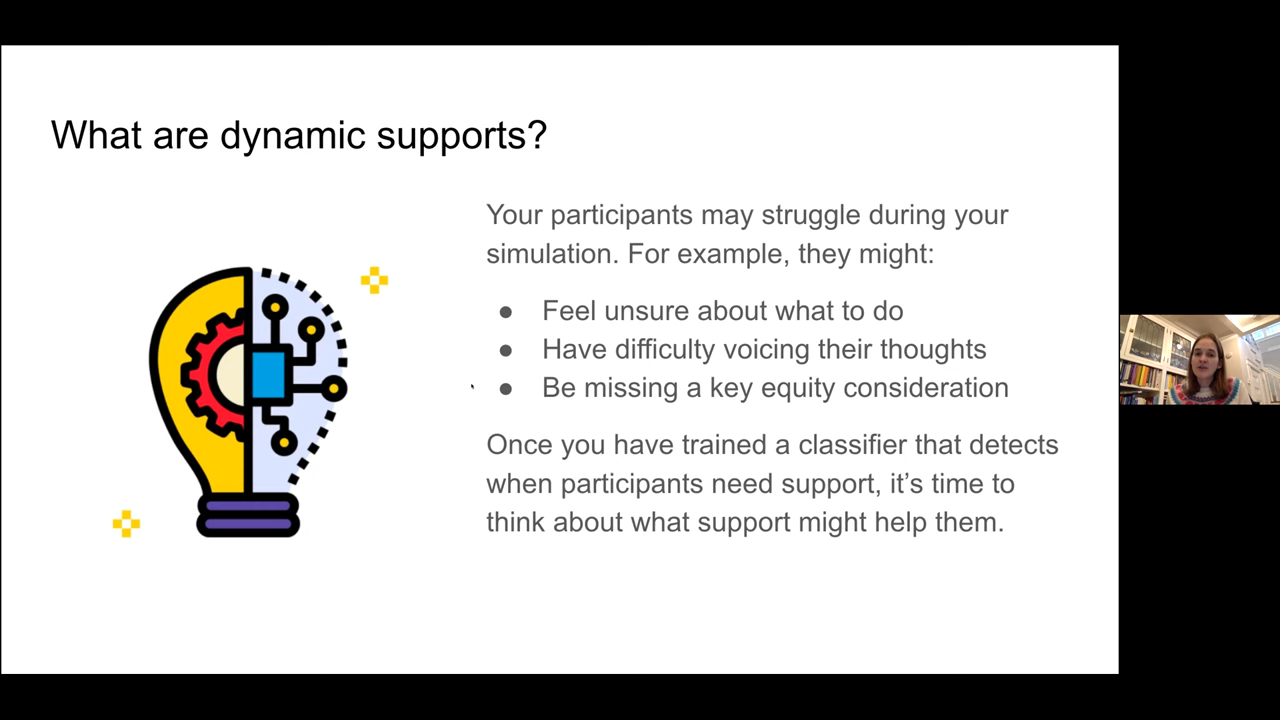 What are dynamic supports?
Your participants may struggle during your
simulation. For example, they might:
● Feel unsure about what to do
● Have difficulty voicing their thoughts
● Be missing a key equity consideration
Once you have trained a classifier that detects
when participants need support, it’s time to
think about what support might help them.